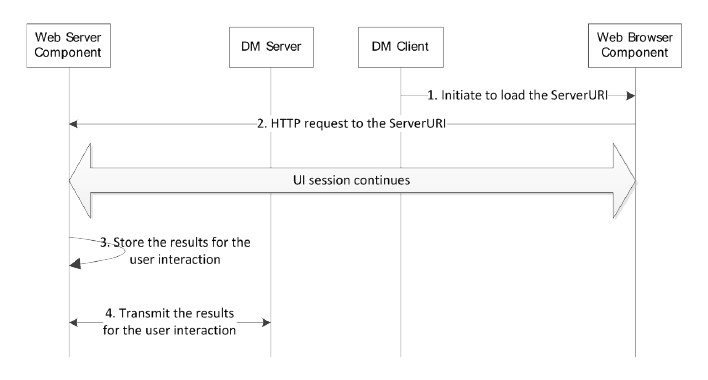 Web Server
Component
DM Server
DM Client
Web Browser
Component
1. Initiate to load the ServerURI
2. HTTP request to the ServerURI
UI session continues
3. Store the results for the
user interaction
4. Transmit the results
for the user interaction